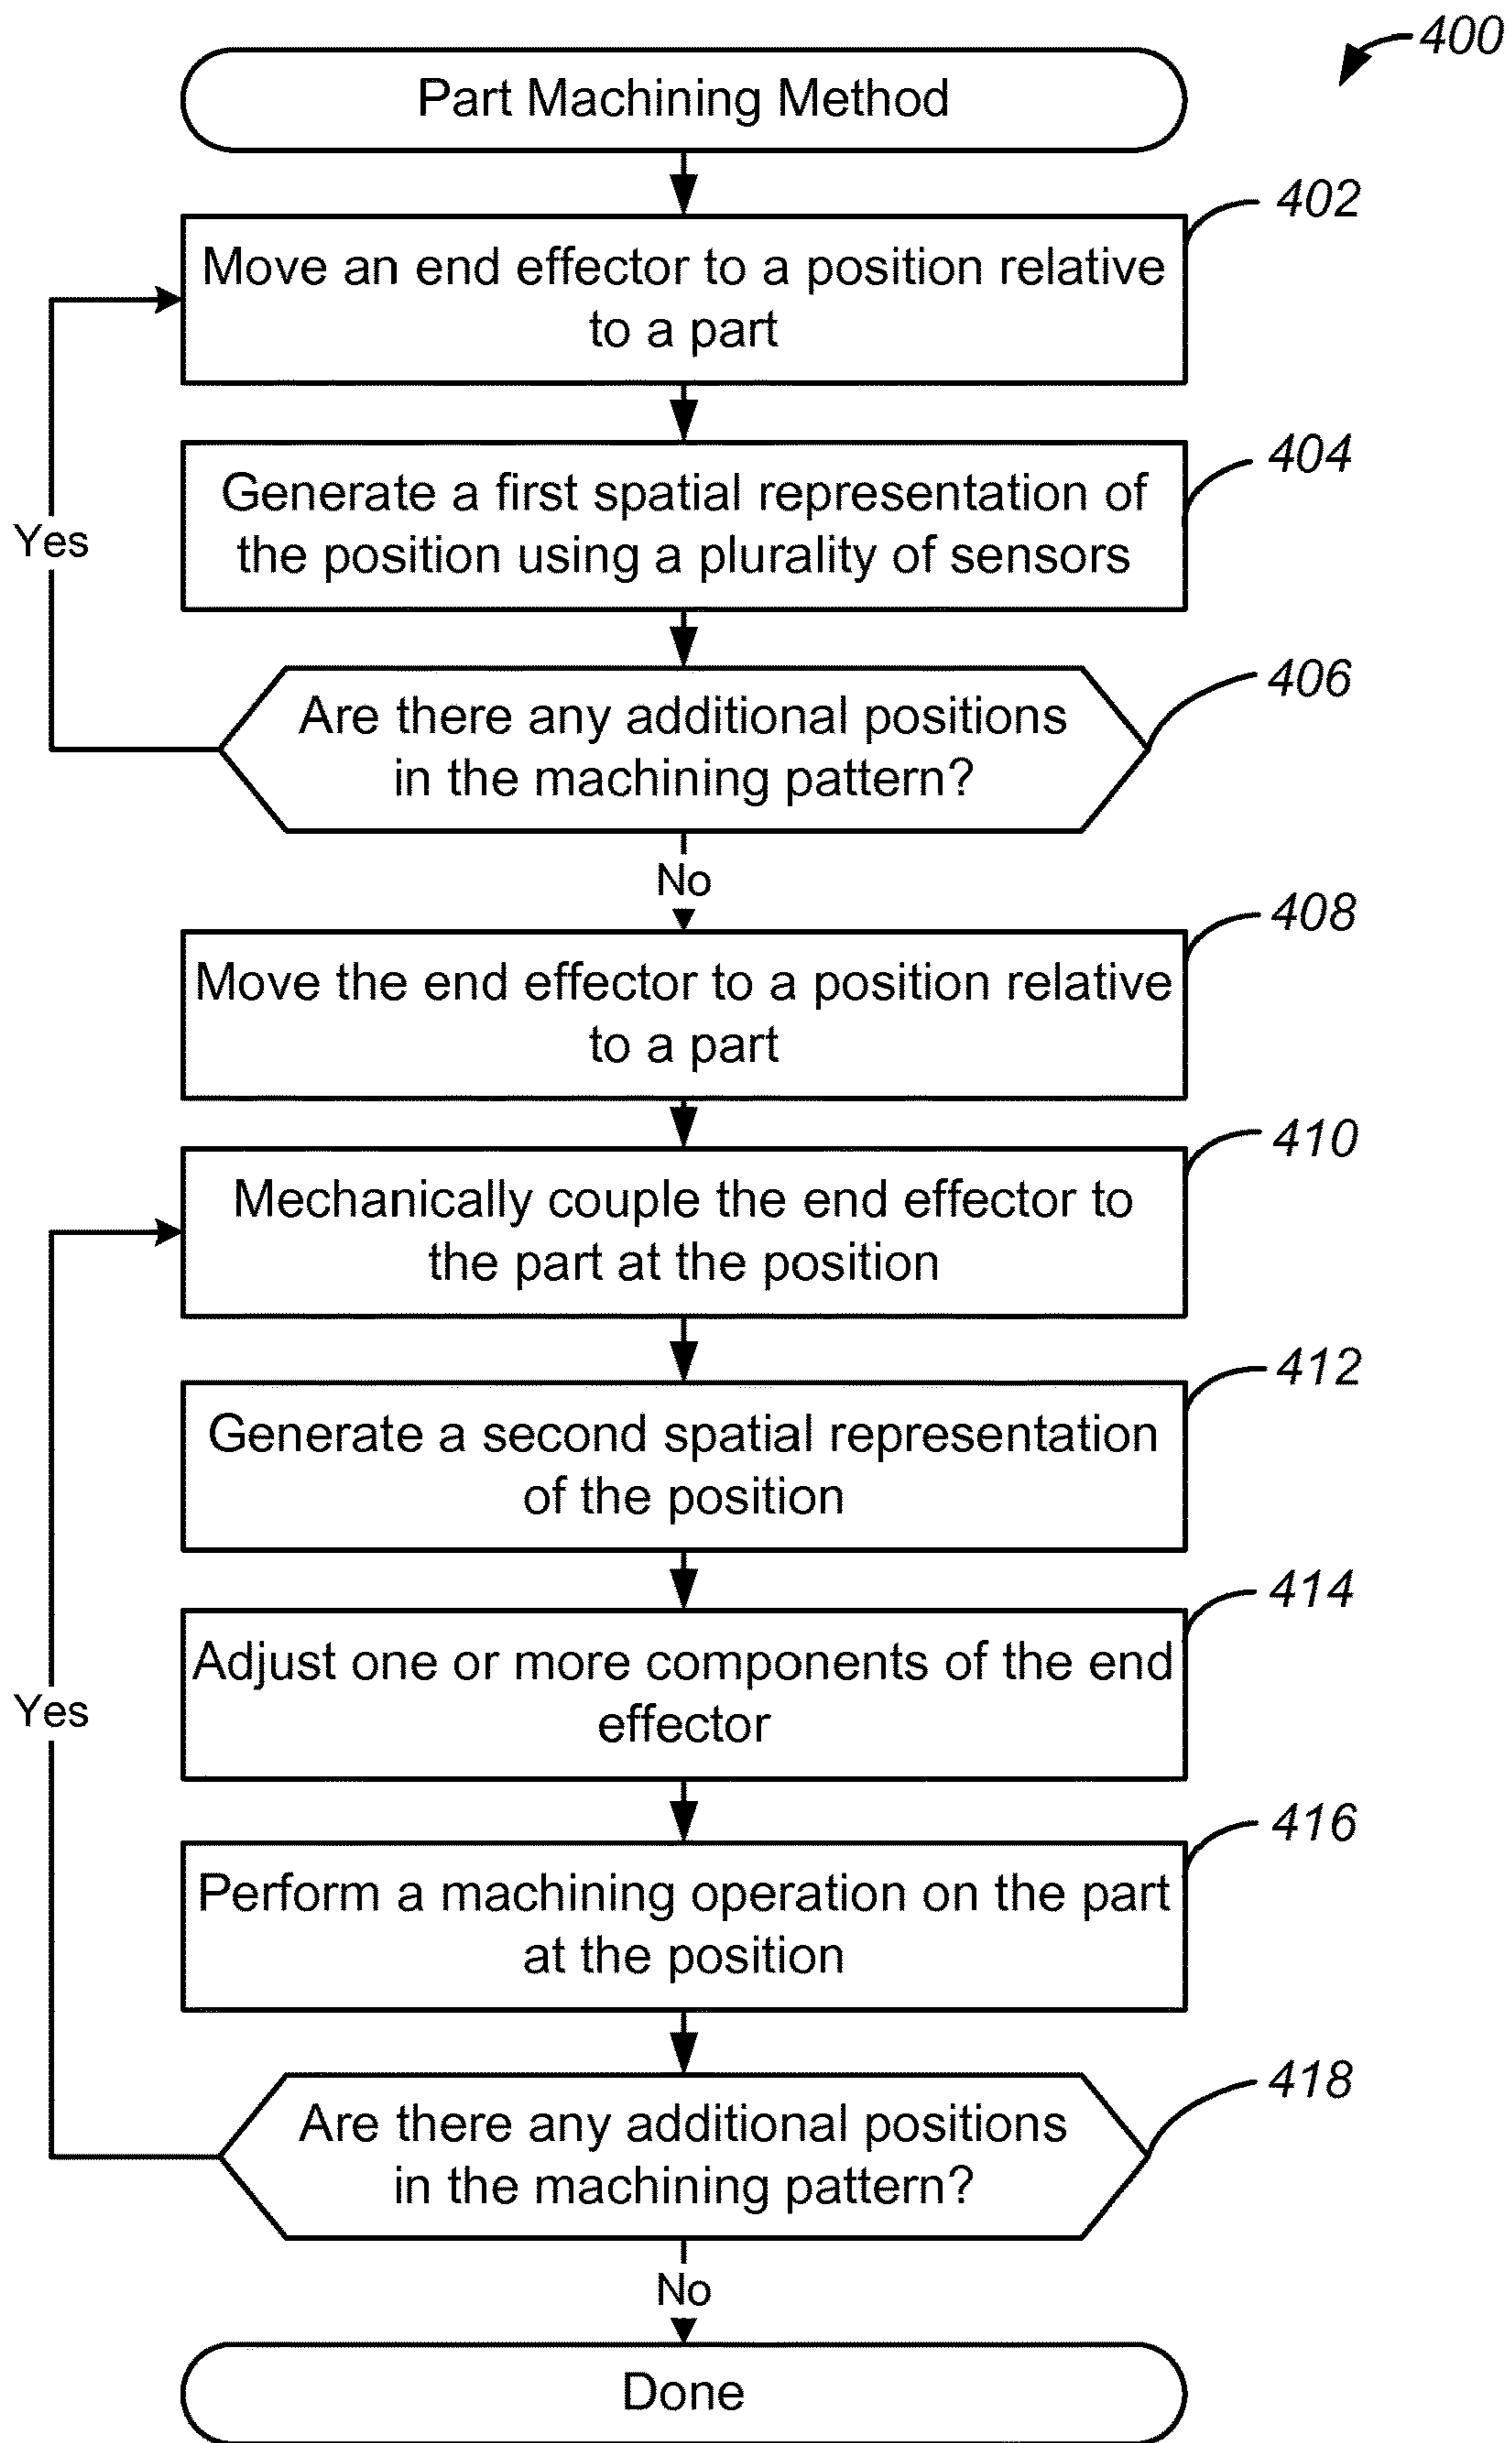 400
Part Machining Method
402
Move an end effector to a position relative
to a part
404
Generate a first spatial representation of
the position using a plurality of sensors
Yes
406
Are there any additional positions
in the machining pattern?
No
408
Move the end effector to a position relative
to a part
410
Mechanically couple the end effector to
the part at the position
412
Generate a second spatial representation
of the position
414
Adjust one or more components of the end
effector
Yes
416
Perform a machining operation on the part
at the position
418
Are there any additional positions
in the machining pattern?
No
Done